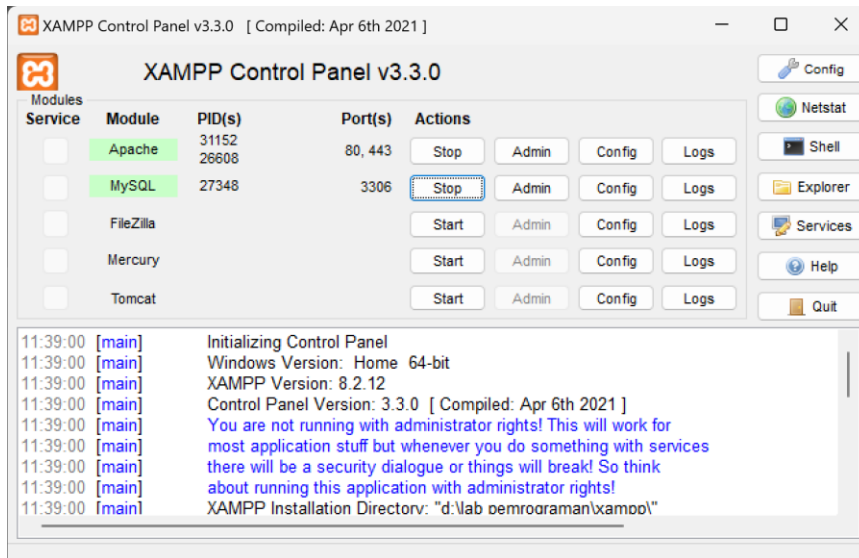 XAMPP Control Panel v3.3.0 [ Compiled: Apr 6th 2021 ]
XAMPP Control Panel v3.3.0
Config
Modules
Service Module PID(s) Port(s) Actions
Netstat
Apache 31152 26608 80, 443 Stop Admin Config Logs
Shell
MySQL 27348 3306 Stop Admin Config Logs
Explorer
FileZilla Start Admin Config Logs
Services
Mercury Start Admin Config Logs
Help
Tomcat Start Admin Config Logs
Quit
11:39:00 [main] Initializing Control Panel
11:39:00 [main] Windows Version: Home 64-bit
11:39:00 [main] XAMPP Version: 8.2.12
11:39:00 [main] Control Panel Version: 3.3.0 [ Compiled: Apr 6th 2021 ]
11:39:00 [main] You are not running with administrator rights! This will work for
11:39:00 [main] most application stuff but whenever you do something with services
11:39:00 [main] there will be a security dialogue or things will break! So think
11:39:00 [main] about running this application with administrator rights!
11:39:00 [main] XAMPP Installation Directory: "d:\lab pemrograman\xampp\"